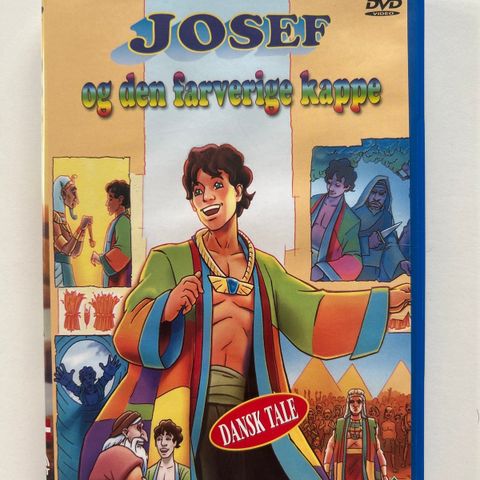 DVD
VIDEO
JOSEF
og den farverige kappe
DANSK TALE